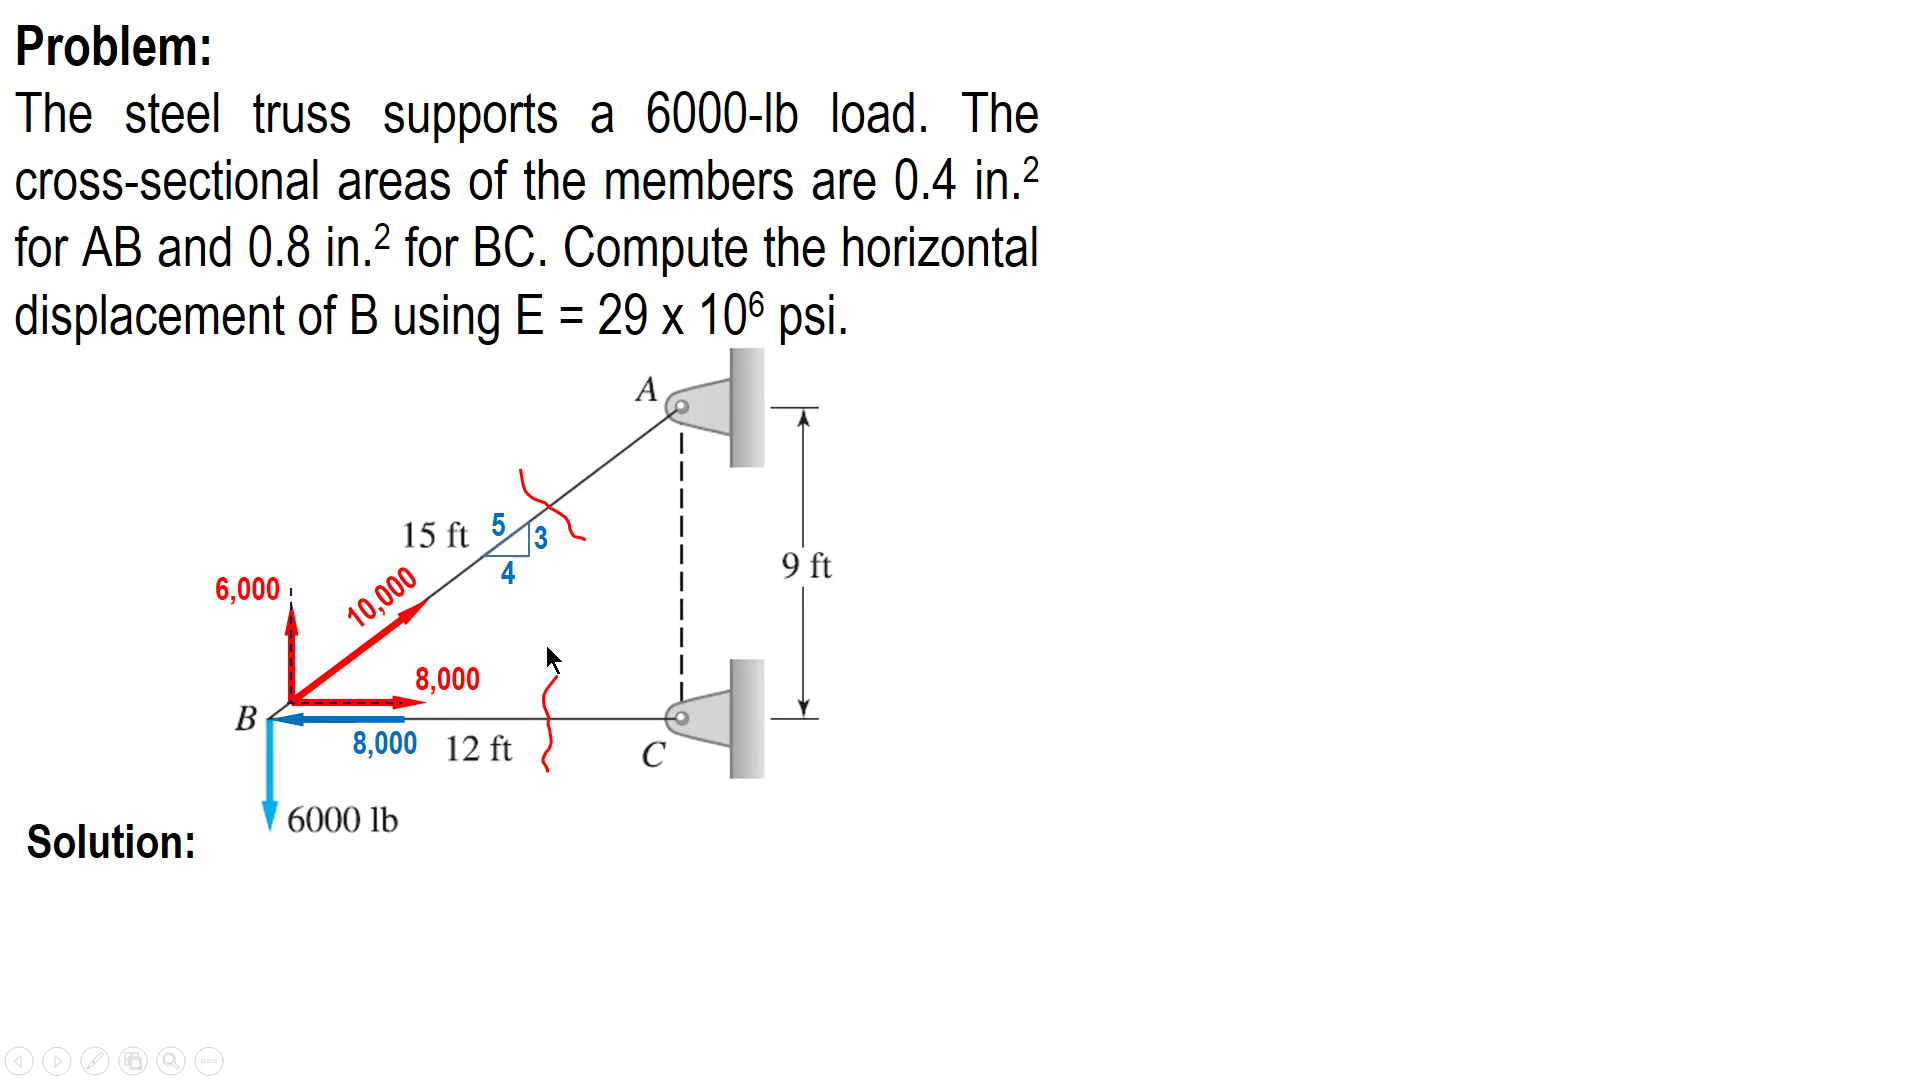 Problem:
The steel truss supports a 6000-lb load. The
cross-sectional areas of the members are 0.4 in.²
for AB and 0.8 in.² for BC. Compute the horizontal
displacement of B using E = 29 x 10⁶ psi.
A
15 ft
5
3
4
9 ft
6,000
10,000
8,000
B
8,000
12 ft
C
6000 lb
Solution: